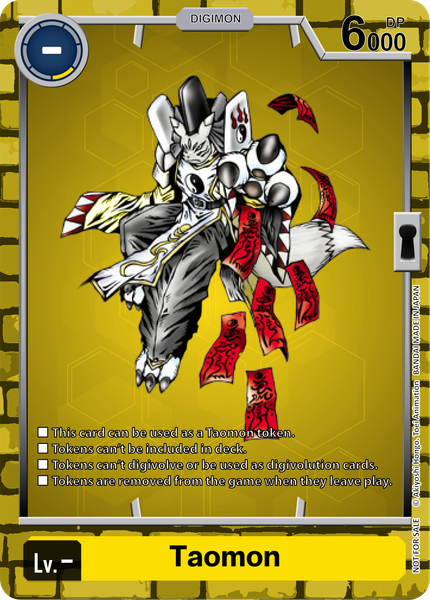 DIGIMON
DP
6000
-
■ This card can be used as a Taomon token.
■ Tokens can't be included in deck.
■ Tokens can't digivolve or be used as digivolution cards.
■ Tokens are removed from the game when they leave play.
NOT FOR SALE © Akiyoshi Hongo, Toei Animation BANDAI MADE IN JAPAN
Lv.-
Taomon